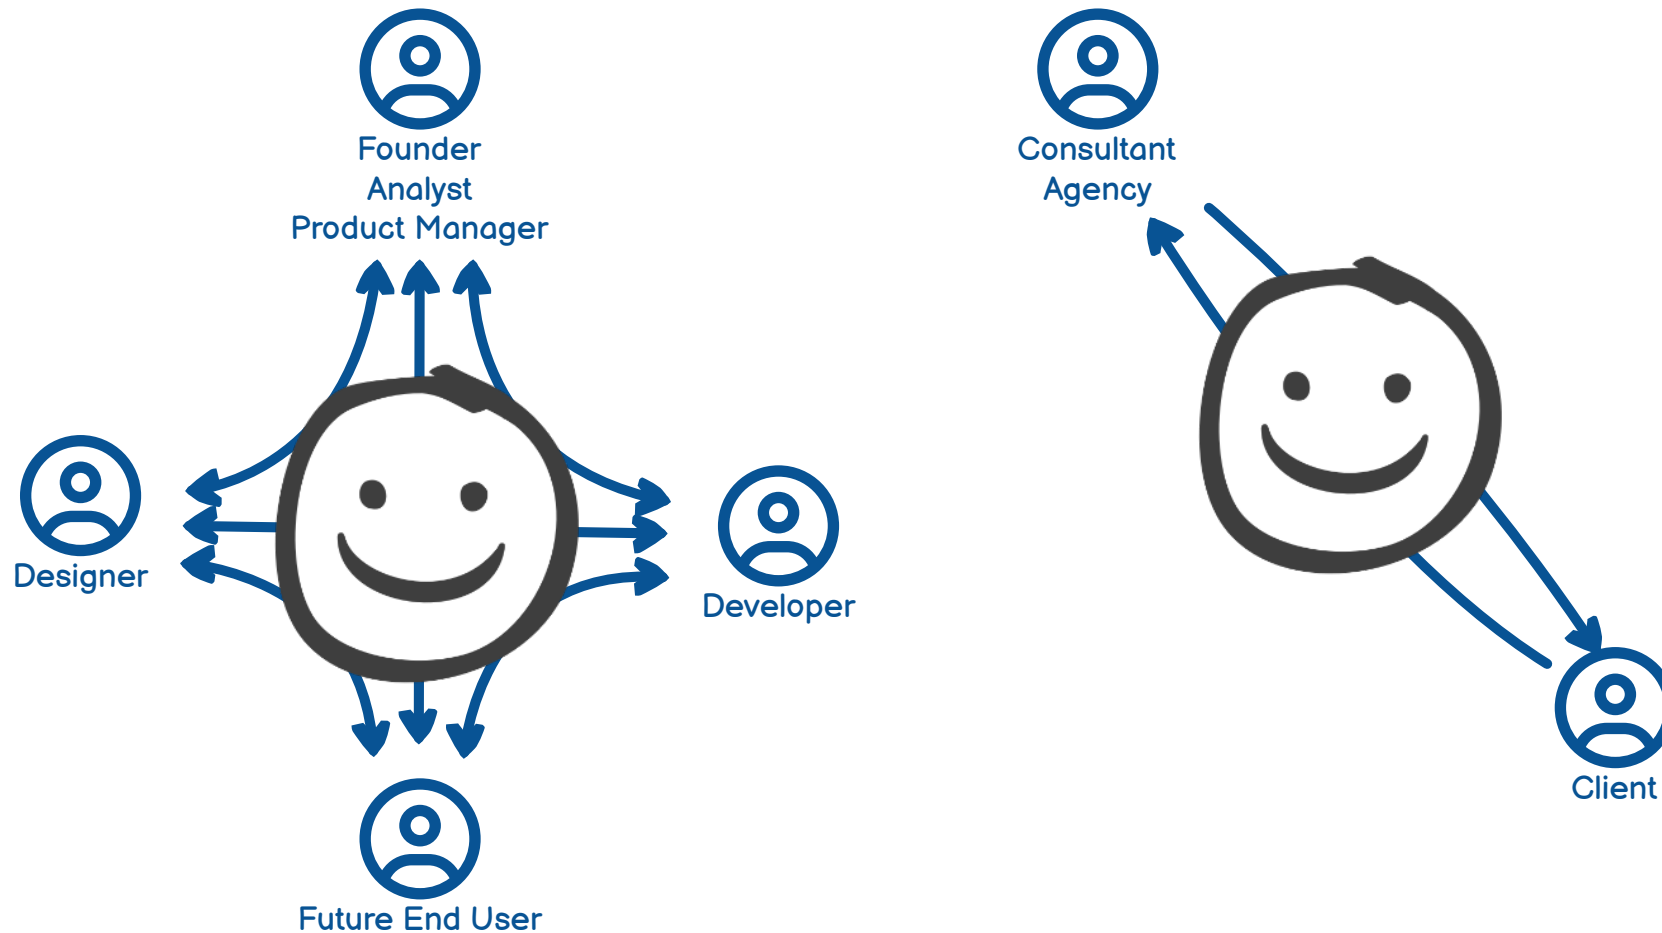 Founder
Analyst
Product Manager
Designer
Developer
Future End User
Consultant
Agency
Client